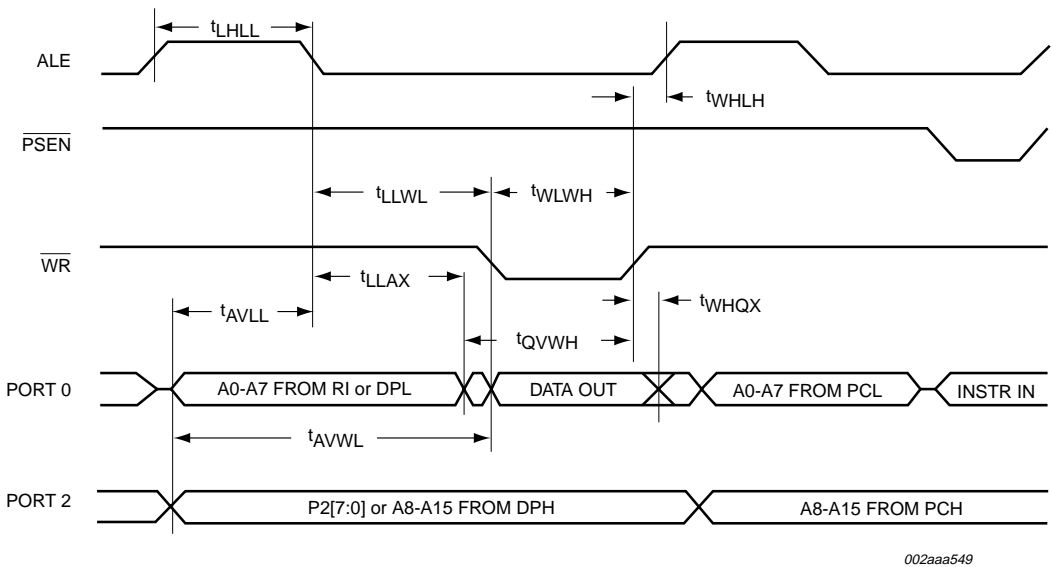 tLHLL
ALE
tWHLH
PSEN
tLLWL
tWLWH
WR
tLLAX
tWHQX
tAVLL
tQVWH
PORT 0
A0-A7 FROM RI or DPL
DATA OUT
A0-A7 FROM PCL
INSTR IN
tAVWL
PORT 2
P2[7:0] or A8-A15 FROM DPH
A8-A15 FROM PCH
002aaa549